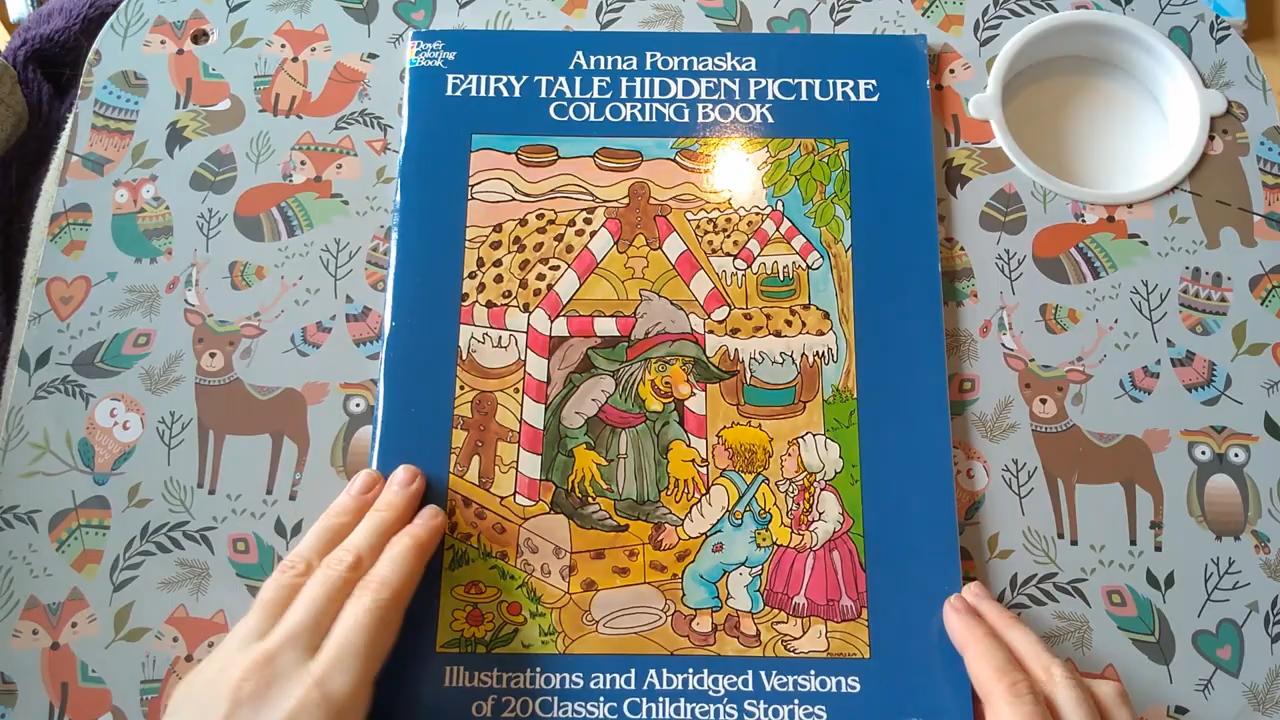 Dover
Coloring
Book
Anna Pomaska
FAIRY TALE HIDDEN PICTURE
COLORING BOOK
POMASKA
Illustrations and Abridged Versions
of 20 Classic Children's Stories